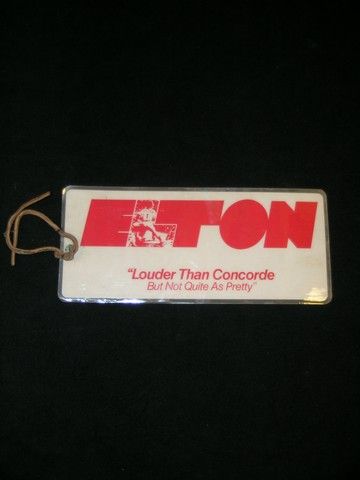 ELTON
“Louder Than Concorde
But Not Quite As Pretty”